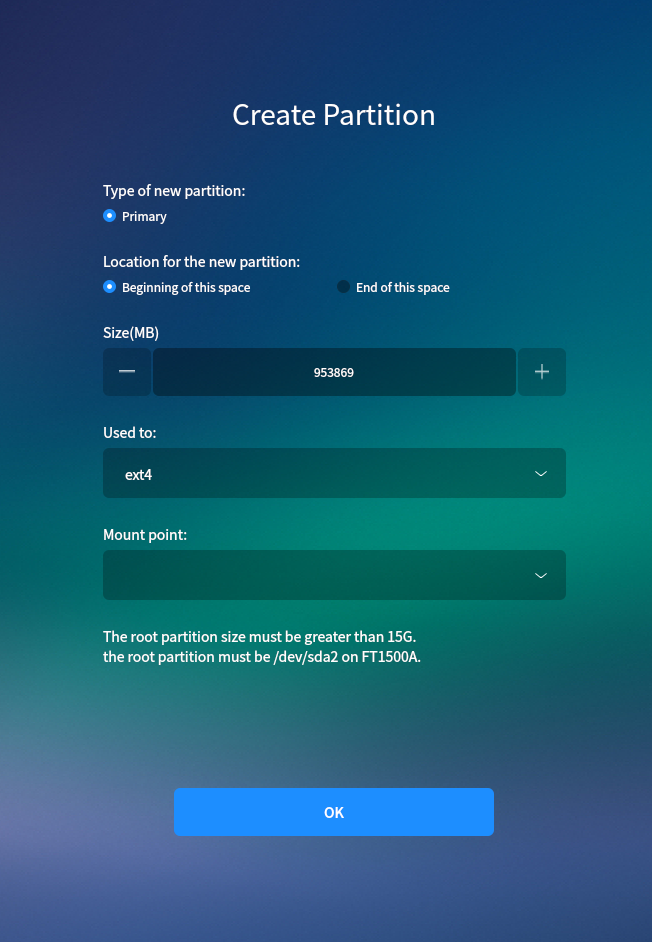 Create Partition
Type of new partition:
Primary
Location for the new partition:
Beginning of this space
End of this space
Size(MB)
953869
Used to:
ext4
Mount point:
The root partition size must be greater than 15G.
the root partition must be /dev/sda2 on FT1500A.
OK